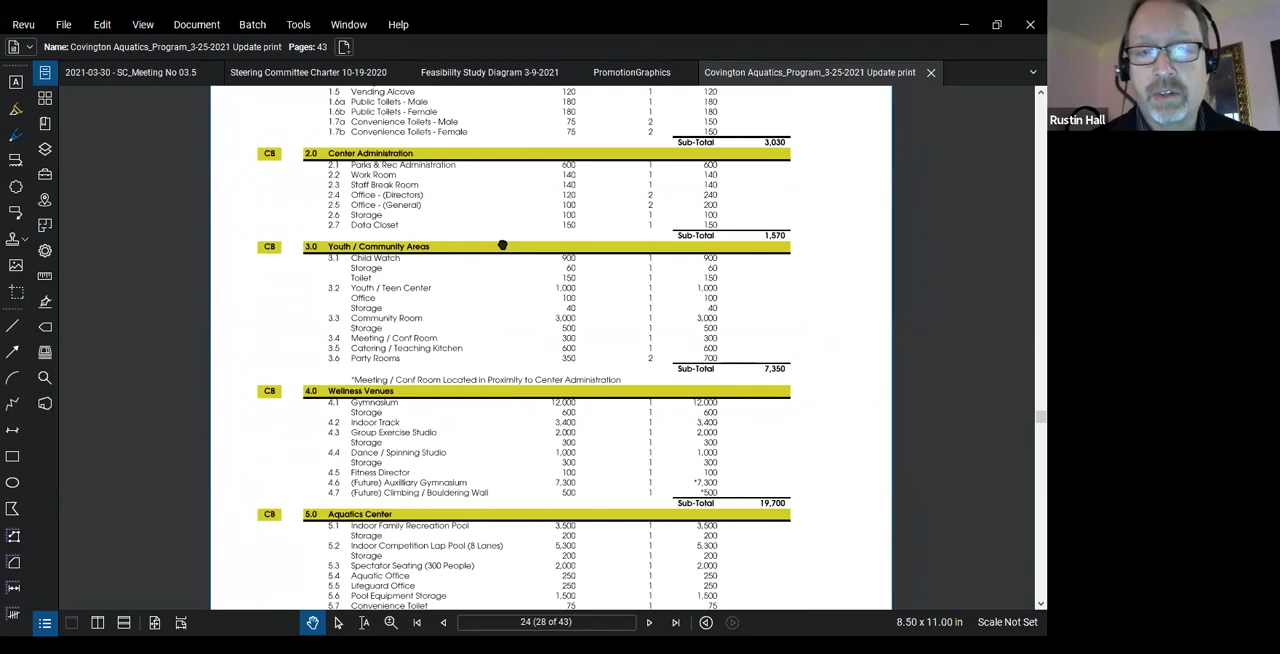 Revu File Edit View Document Batch Tools Window Help
Name: Covington Aquatics_Program_3-25-2021 Update print Pages: 43
2021-03-30 - SC_Meeting No 03.5 Steering Committee Charter 10-19-2020 Feasibility Study Diagram 3-9-2021 PromotionGraphics Covington Aquatics_Program_3-25-2021 Update print
1.5 Vending Alcove 120 1 120
1.6a Public Toilets - Male 180 1 180
1.6b Public Toilets - Female 180 1 180
1.7a Convenience Toilets - Male 75 2 150
1.7b Convenience Toilets - Female 75 2 150
Sub-Total 3,030
CB 2.0 Center Administration
2.1 Parks & Rec Administration 600 1 600
2.2 Work Room 140 1 140
2.3 Staff Break Room 140 1 140
2.4 Office - (Directors) 120 2 240
2.5 Office - (General) 100 2 200
2.6 Storage 100 1 100
2.7 Data Closet 150 1 150
Sub-Total 1,570
CB 3.0 Youth / Community Areas
3.1 Child Watch 900 1 900
Storage 60 1 60
Toilet 150 1 150
3.2 Youth / Teen Center 1,000 1 1,000
Office 100 1 100
Storage 40 1 40
3.3 Community Room 3,000 1 3,000
Storage 500 1 500
3.4 Meeting / Conf Room 300 1 300
3.5 Catering / Teaching Kitchen 600 1 600
3.6 Party Rooms 350 2 700
Sub-Total 7,350
*Meeting / Conf Room Located in Proximity to Center Administration
CB 4.0 Wellness Venues
4.1 Gymnasium 12,000 1 12,000
Storage 600 1 600
4.2 Indoor Track 3,400 1 3,400
4.3 Group Exercise Studio 2,000 1 2,000
Storage 300 1 300
4.4 Dance / Spinning Studio 1,000 1 1,000
Storage 300 1 300
4.5 Fitness Director 100 1 100
4.6 (Future) Auxilliary Gymnasium 7,300 1 *7,300
4.7 (Future) Climbing / Bouldering Wall 500 1 *500
Sub-Total 19,700
CB 5.0 Aquatics Center
5.1 Indoor Family Recreation Pool 3,500 1 3,500
Storage 200 1 200
5.2 Indoor Competition Lap Pool (8 Lanes) 5,300 1 5,300
Storage 200 1 200
5.3 Spectator Seating (300 People) 2,000 1 2,000
5.4 Aquatic Office 250 1 250
5.5 Lifeguard Office 250 1 250
5.6 Pool Equipment Storage 1,500 1 1,500
5.7 Convenience Toilet 75 1 75
24 (28 of 43) 8.50 x 11.00 in Scale Not Set
Rustin Hall